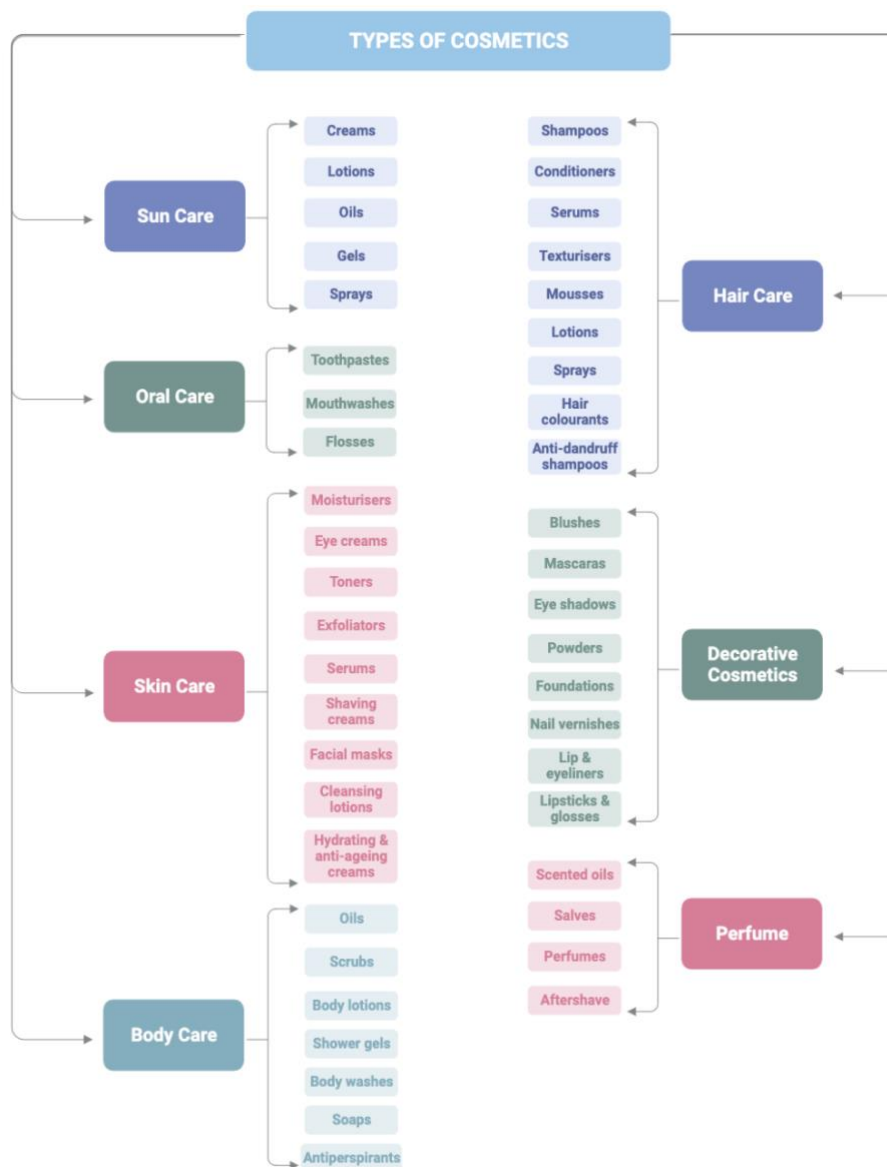 TYPES OF COSMETICS
Sun Care
Creams
Lotions
Oils
Gels
Sprays
Oral Care
Toothpastes
Mouthwashes
Flosses
Skin Care
Moisturisers
Eye creams
Toners
Exfoliators
Serums
Shaving
creams
Facial masks
Cleansing
lotions
Hydrating &
anti-ageing
creams
Body Care
Oils
Scrubs
Body lotions
Shower gels
Body washes
Soaps
Antiperspirants
Hair Care
Shampoos
Conditioners
Serums
Texturisers
Mousses
Lotions
Sprays
Hair
colourants
Anti-dandruff
shampoos
Decorative
Cosmetics
Blushes
Mascaras
Eye shadows
Powders
Foundations
Nail vernishes
Lip &
eyeliners
Lipsticks &
glosses
Perfume
Scented oils
Salves
Perfumes
Aftershave